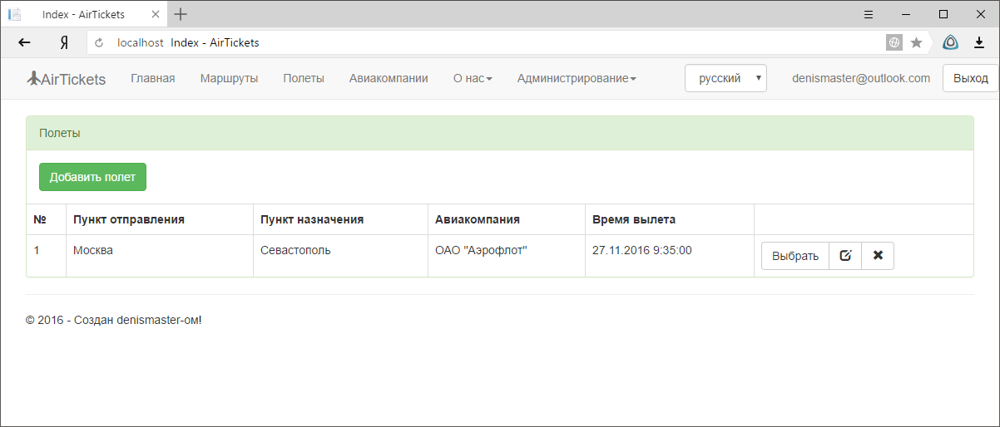 Index - AirTickets
Я localhost Index - AirTickets
AirTickets Главная Маршруты Полеты Авиакомпании О нас Администрирование русский denismaster@outlook.com Выход
Полеты
Добавить полет
№ Пункт отправления Пункт назначения Авиакомпания Время вылета
1 Москва Севастополь ОАО "Аэрофлот" 27.11.2016 9:35:00 Выбрать
© 2016 - Создан denismaster-ом!